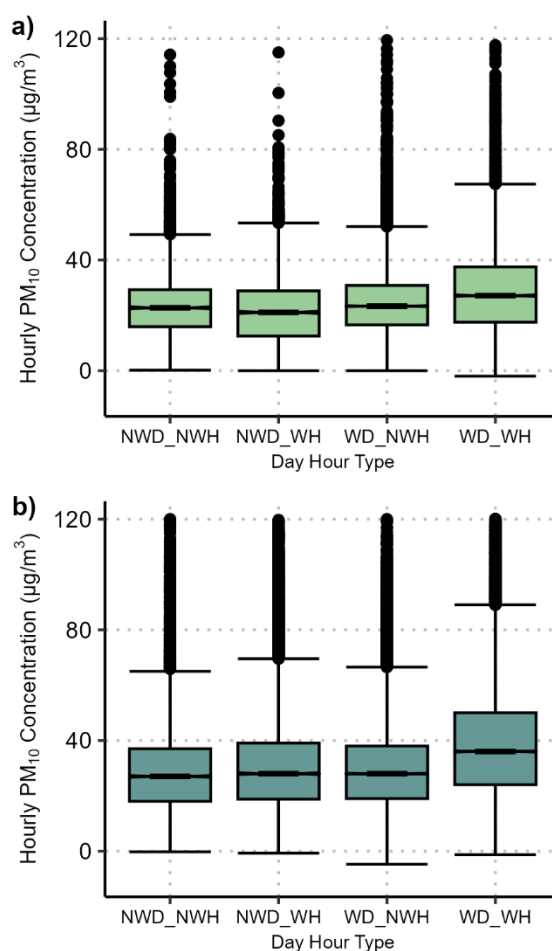 a)
Hourly PM₁₀ Concentration (µg/m³)
120
80
40
0
NWD_NWH NWD_WH WD_NWH WD_WH
Day Hour Type
b)
Hourly PM₁₀ Concentration (µg/m³)
120
80
40
0
NWD_NWH NWD_WH WD_NWH WD_WH
Day Hour Type